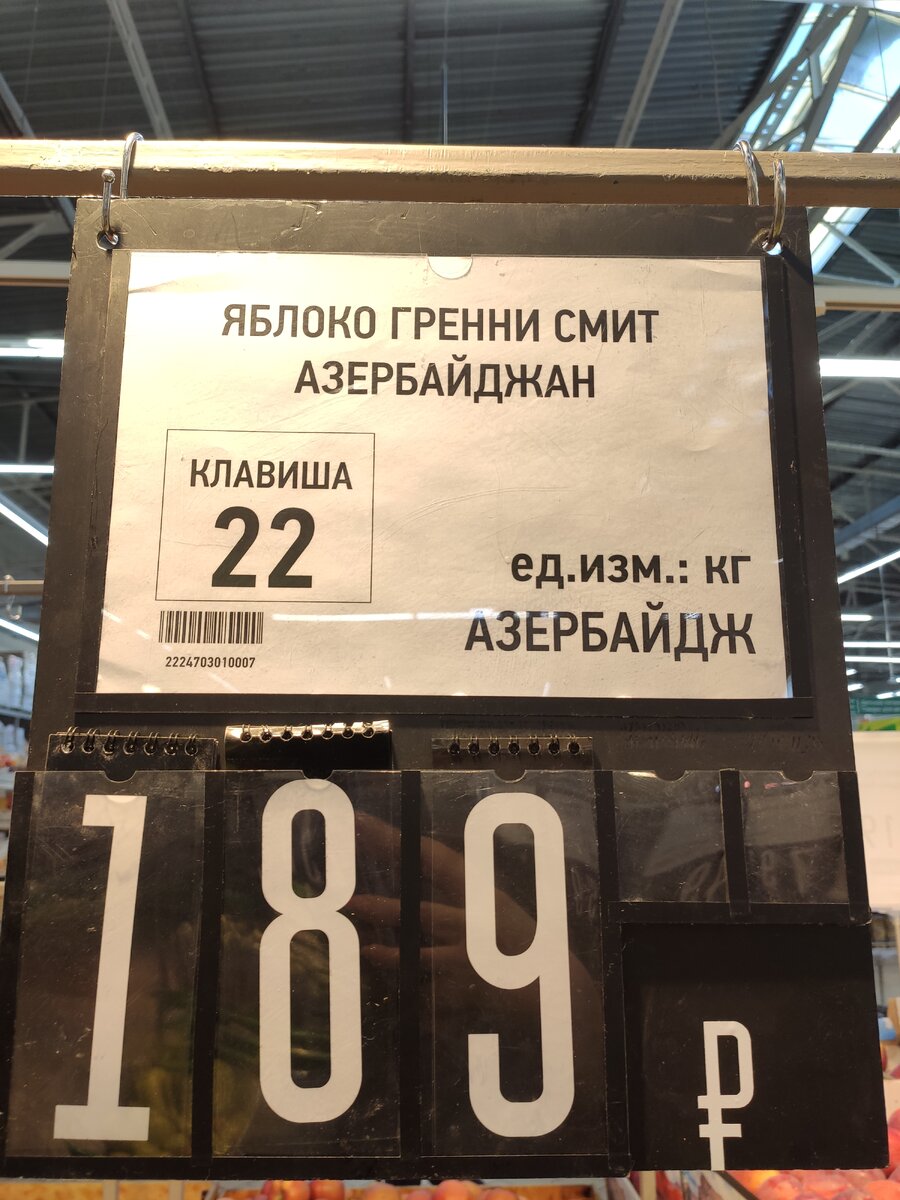 ЯБЛОКО ГРЕННИ СМИТ
АЗЕРБАЙДЖАН
КЛАВИША
22
ед.изм.: кг
АЗЕРБАЙДЖ
2224703010007
189
₽